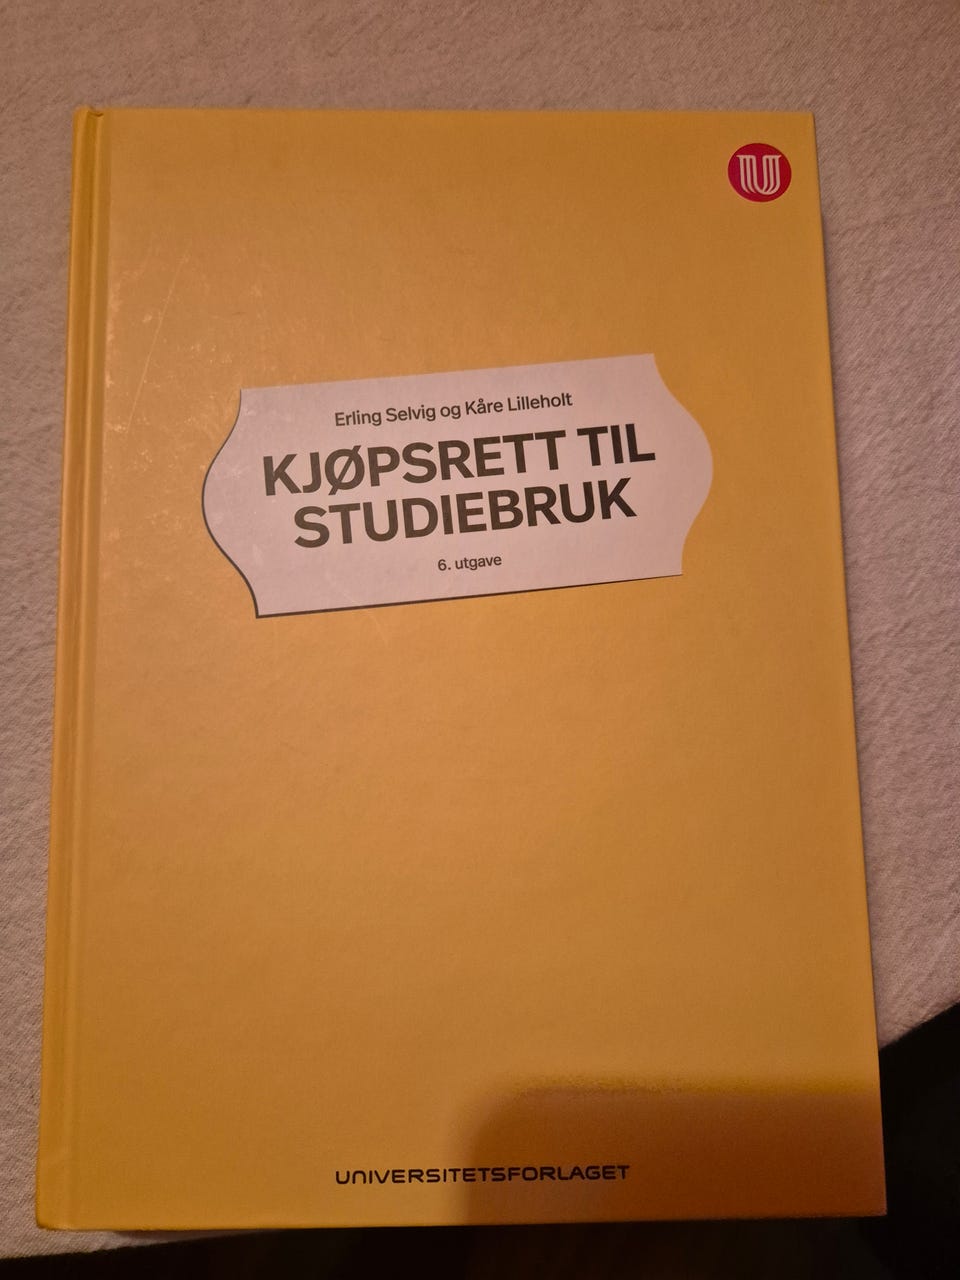 Erling Selvig og Kåre Lilleholt
KJØPSRETT TIL
STUDIEBRUK
6. utgave
UNIVERSITETSFORLAGET